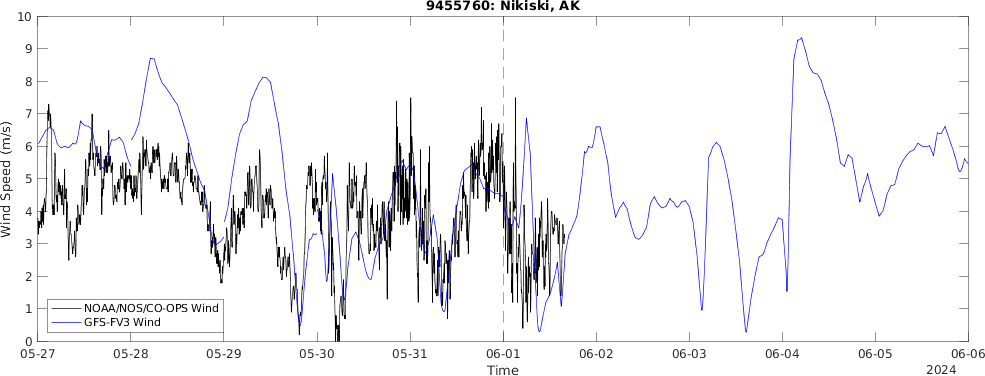 9455760: Nikiski, AK
Wind Speed (m/s)
10
9
8
7
6
5
4
3
2
1
0
NOAA/NOS/CO-OPS Wind
GFS-FV3 Wind
05-27 05-28 05-29 05-30 05-31 06-01 06-02 06-03 06-04 06-05 06-06
Time
2024